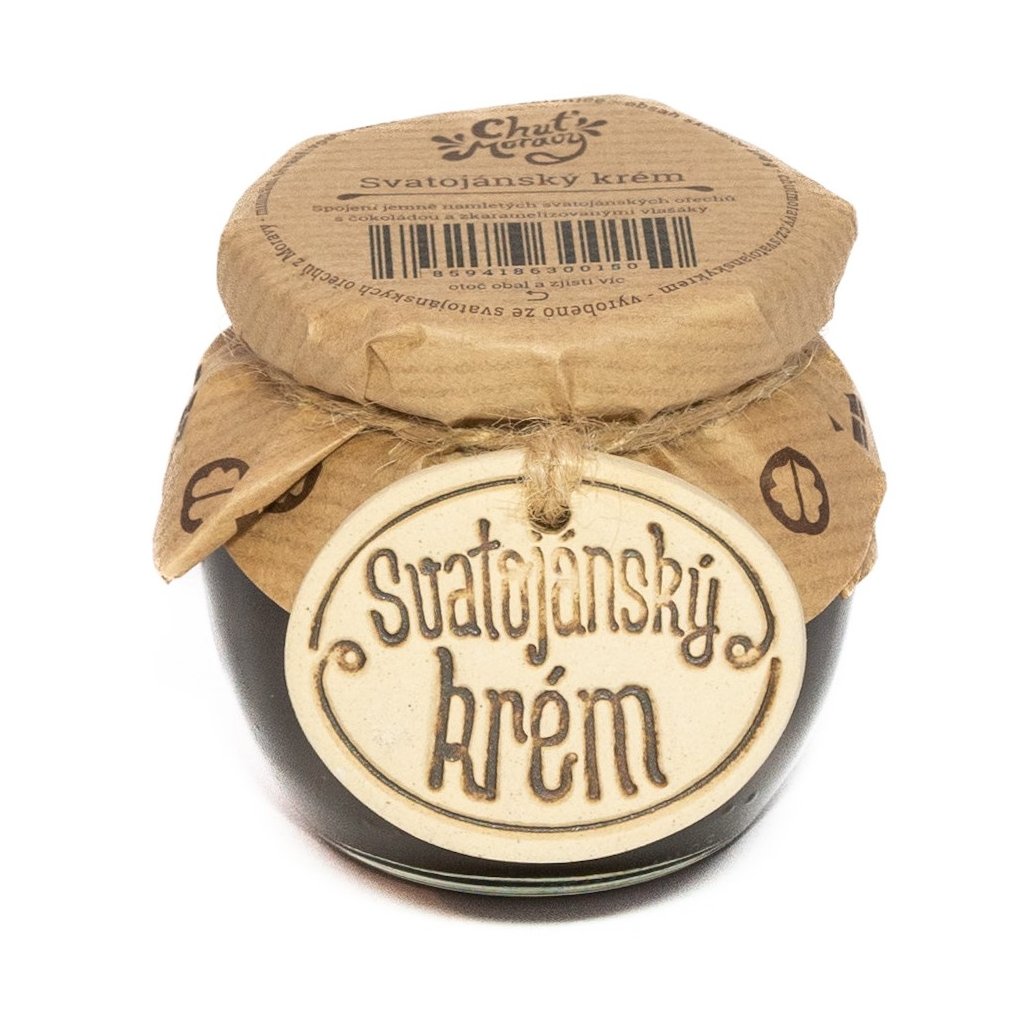 Chuť
Moravy
Svatojánský krém
Spojení jemně namletých svatojánských ořechů
s čokoládou a zkaramelizovanými vlašáky
8594186300150
otoč obal a zjisti víc
vyrobeno ze svatojánských ořechů z Moravy -
Svatojánský
krém